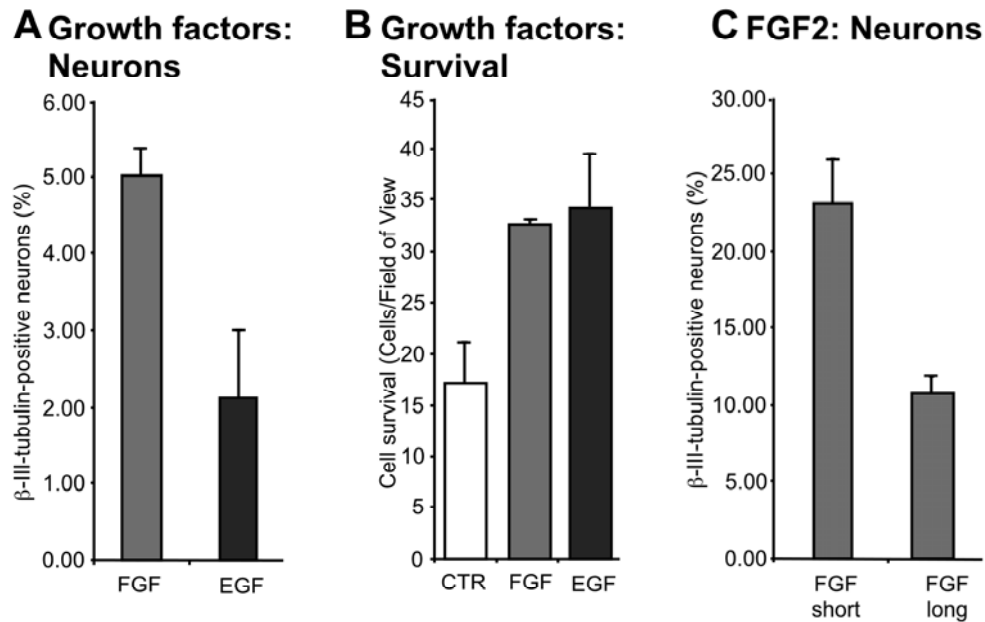 A Growth factors:
Neurons
β-III-tubulin-positive neurons (%)
6.00
5.00
4.00
3.00
2.00
1.00
0.00
FGF EGF
B Growth factors:
Survival
Cell survival (Cells/Field of View
45
40
35
30
25
20
15
10
5
0
CTR FGF EGF
C FGF2: Neurons
β-III-tubulin-positive neurons (%)
30.00
25.00
20.00
15.00
10.00
5.00
0.00
FGF FGF
short long